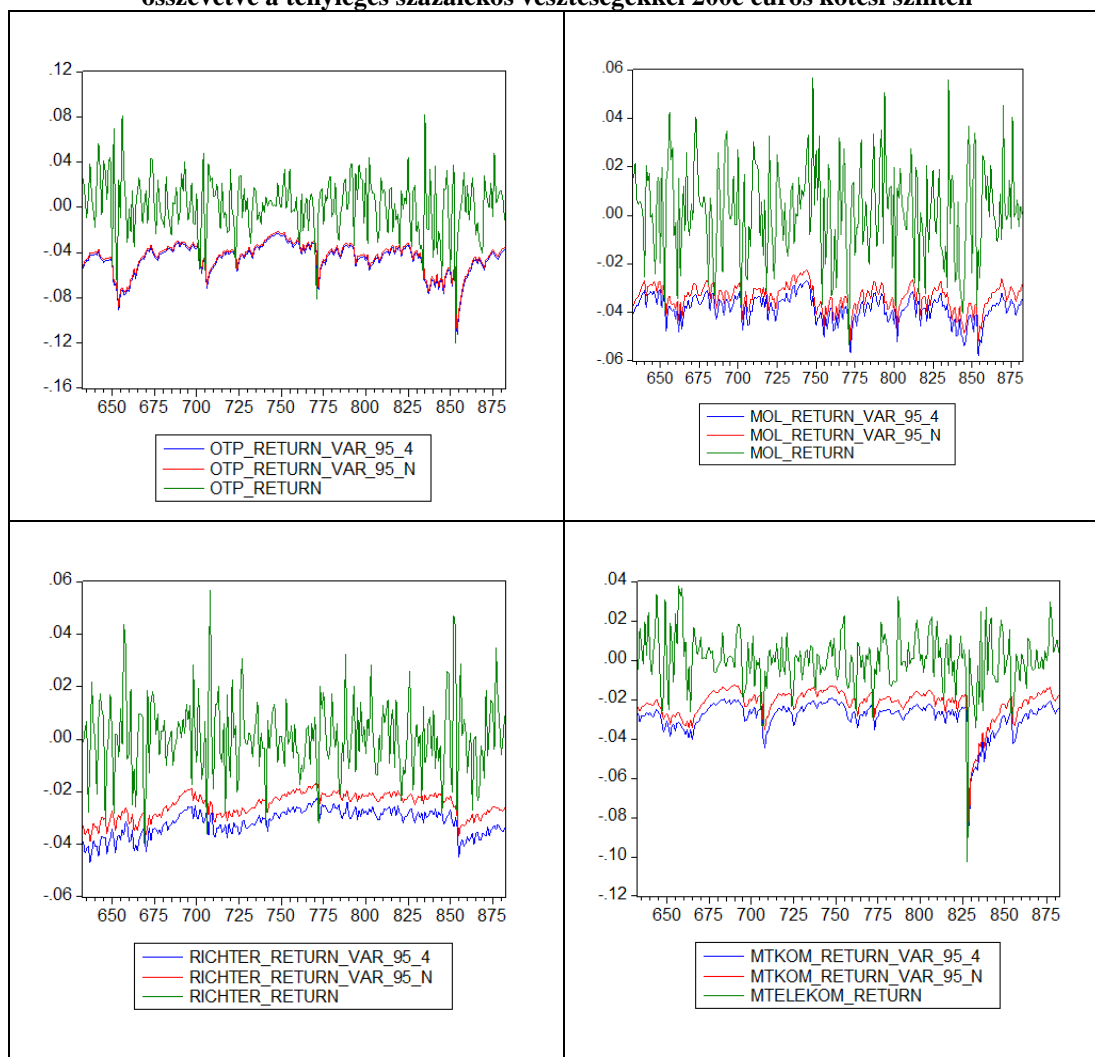 összevetve a tényleges százalékos veszteségekkel 200e eurós kötési szinten
.12
.08
.04
.00
-.04
-.08
-.12
-.16
650 675 700 725 750 775 800 825 850 875
OTP_RETURN_VAR_95_4
OTP_RETURN_VAR_95_N
OTP_RETURN
.06
.04
.02
.00
-.02
-.04
-.06
650 675 700 725 750 775 800 825 850 875
MOL_RETURN_VAR_95_4
MOL_RETURN_VAR_95_N
MOL_RETURN
.06
.04
.02
.00
-.02
-.04
-.06
650 675 700 725 750 775 800 825 850 875
RICHTER_RETURN_VAR_95_4
RICHTER_RETURN_VAR_95_N
RICHTER_RETURN
.04
.02
.00
-.02
-.04
-.06
-.08
-.10
-.12
650 675 700 725 750 775 800 825 850 875
MTKOM_RETURN_VAR_95_4
MTKOM_RETURN_VAR_95_N
MTELEKOM_RETURN